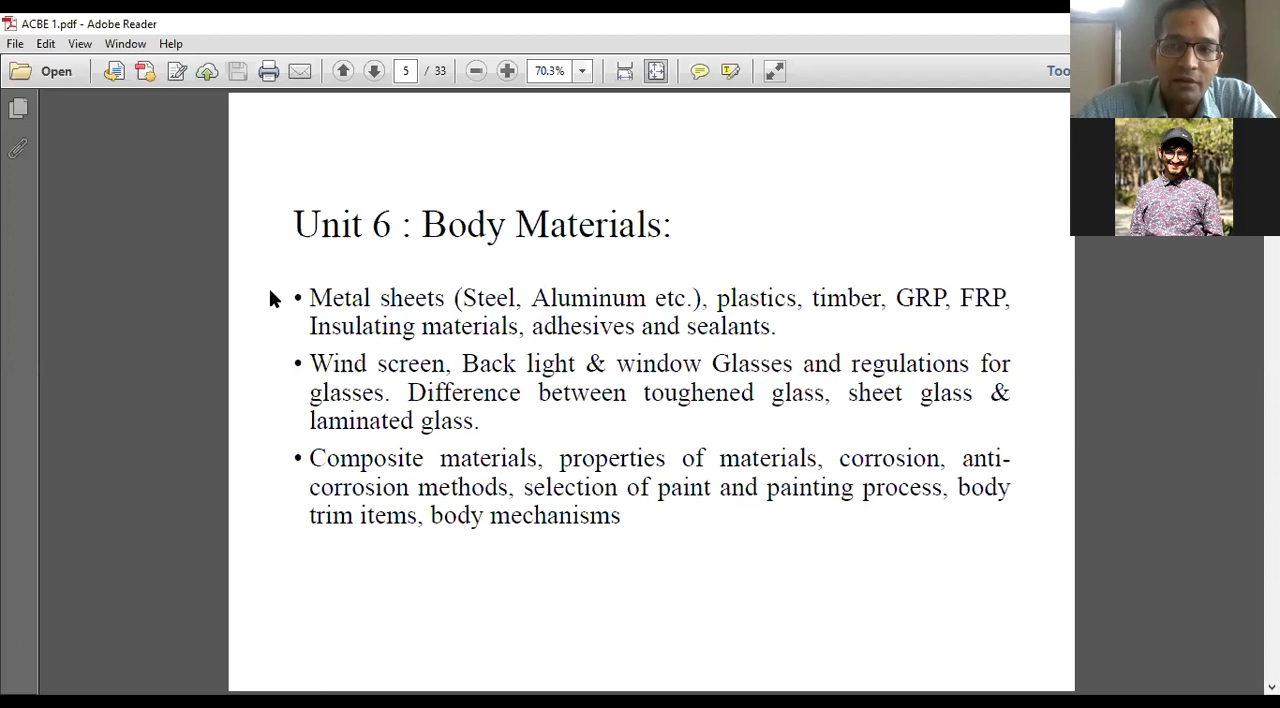 ACBE 1.pdf - Adobe Reader
File Edit View Window Help
Open 5 / 33 70.3%
Unit 6 : Body Materials:
• Metal sheets (Steel, Aluminum etc.), plastics, timber, GRP, FRP,
Insulating materials, adhesives and sealants.
• Wind screen, Back light & window Glasses and regulations for
glasses. Difference between toughened glass, sheet glass &
laminated glass.
• Composite materials, properties of materials, corrosion, anti-
corrosion methods, selection of paint and painting process, body
trim items, body mechanisms